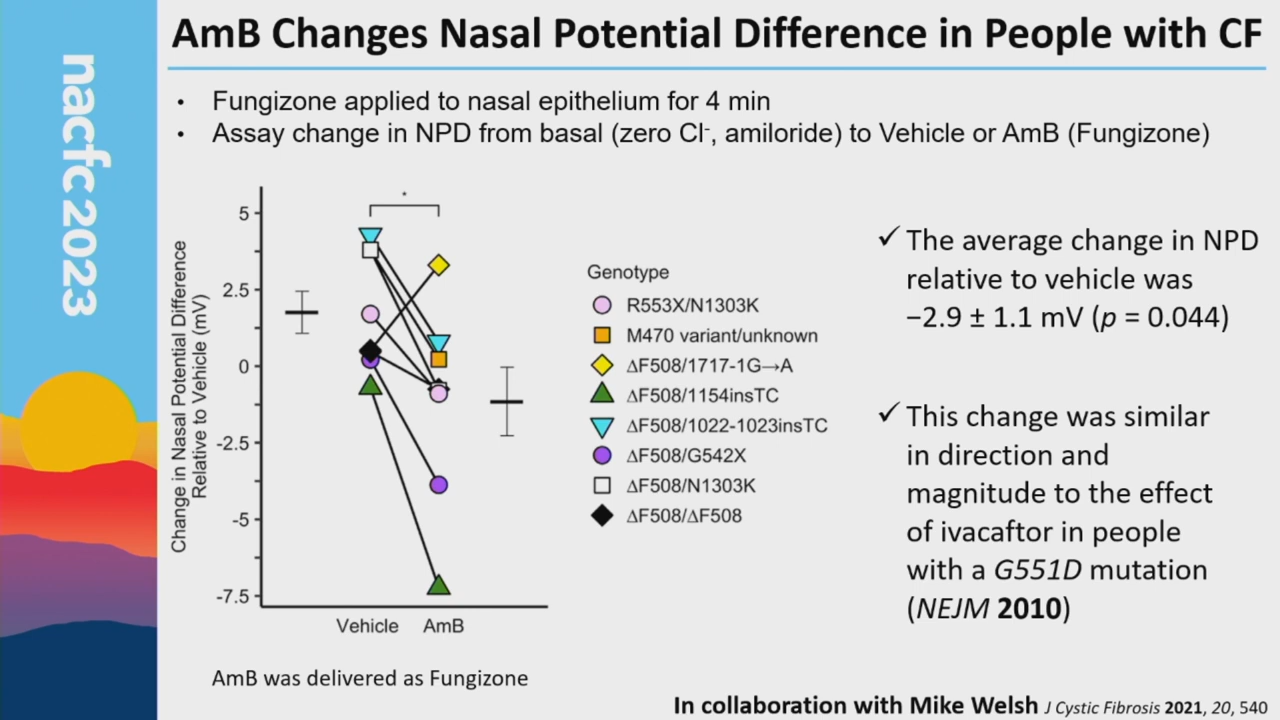 AmB Changes Nasal Potential Difference in People with CF
nacfc 2023
• Fungizone applied to nasal epithelium for 4 min
• Assay change in NPD from basal (zero Cl⁻, amiloride) to Vehicle or AmB (Fungizone)
Change in Nasal Potential Difference
Relative to Vehicle (mV)
5
2.5
0
-2.5
-5
-7.5
*
Vehicle AmB
Genotype
R553X/N1303K
M470 variant/unknown
ΔF508/1717-1G→A
ΔF508/1154insTC
ΔF508/1022-1023insTC
ΔF508/G542X
ΔF508/N1303K
ΔF508/ΔF508
✓ The average change in NPD
relative to vehicle was
−2.9 ± 1.1 mV (p = 0.044)
✓ This change was similar
in direction and
magnitude to the effect
of ivacaftor in people
with a G551D mutation
(NEJM 2010)
AmB was delivered as Fungizone
In collaboration with Mike Welsh J Cystic Fibrosis 2021, 20, 540